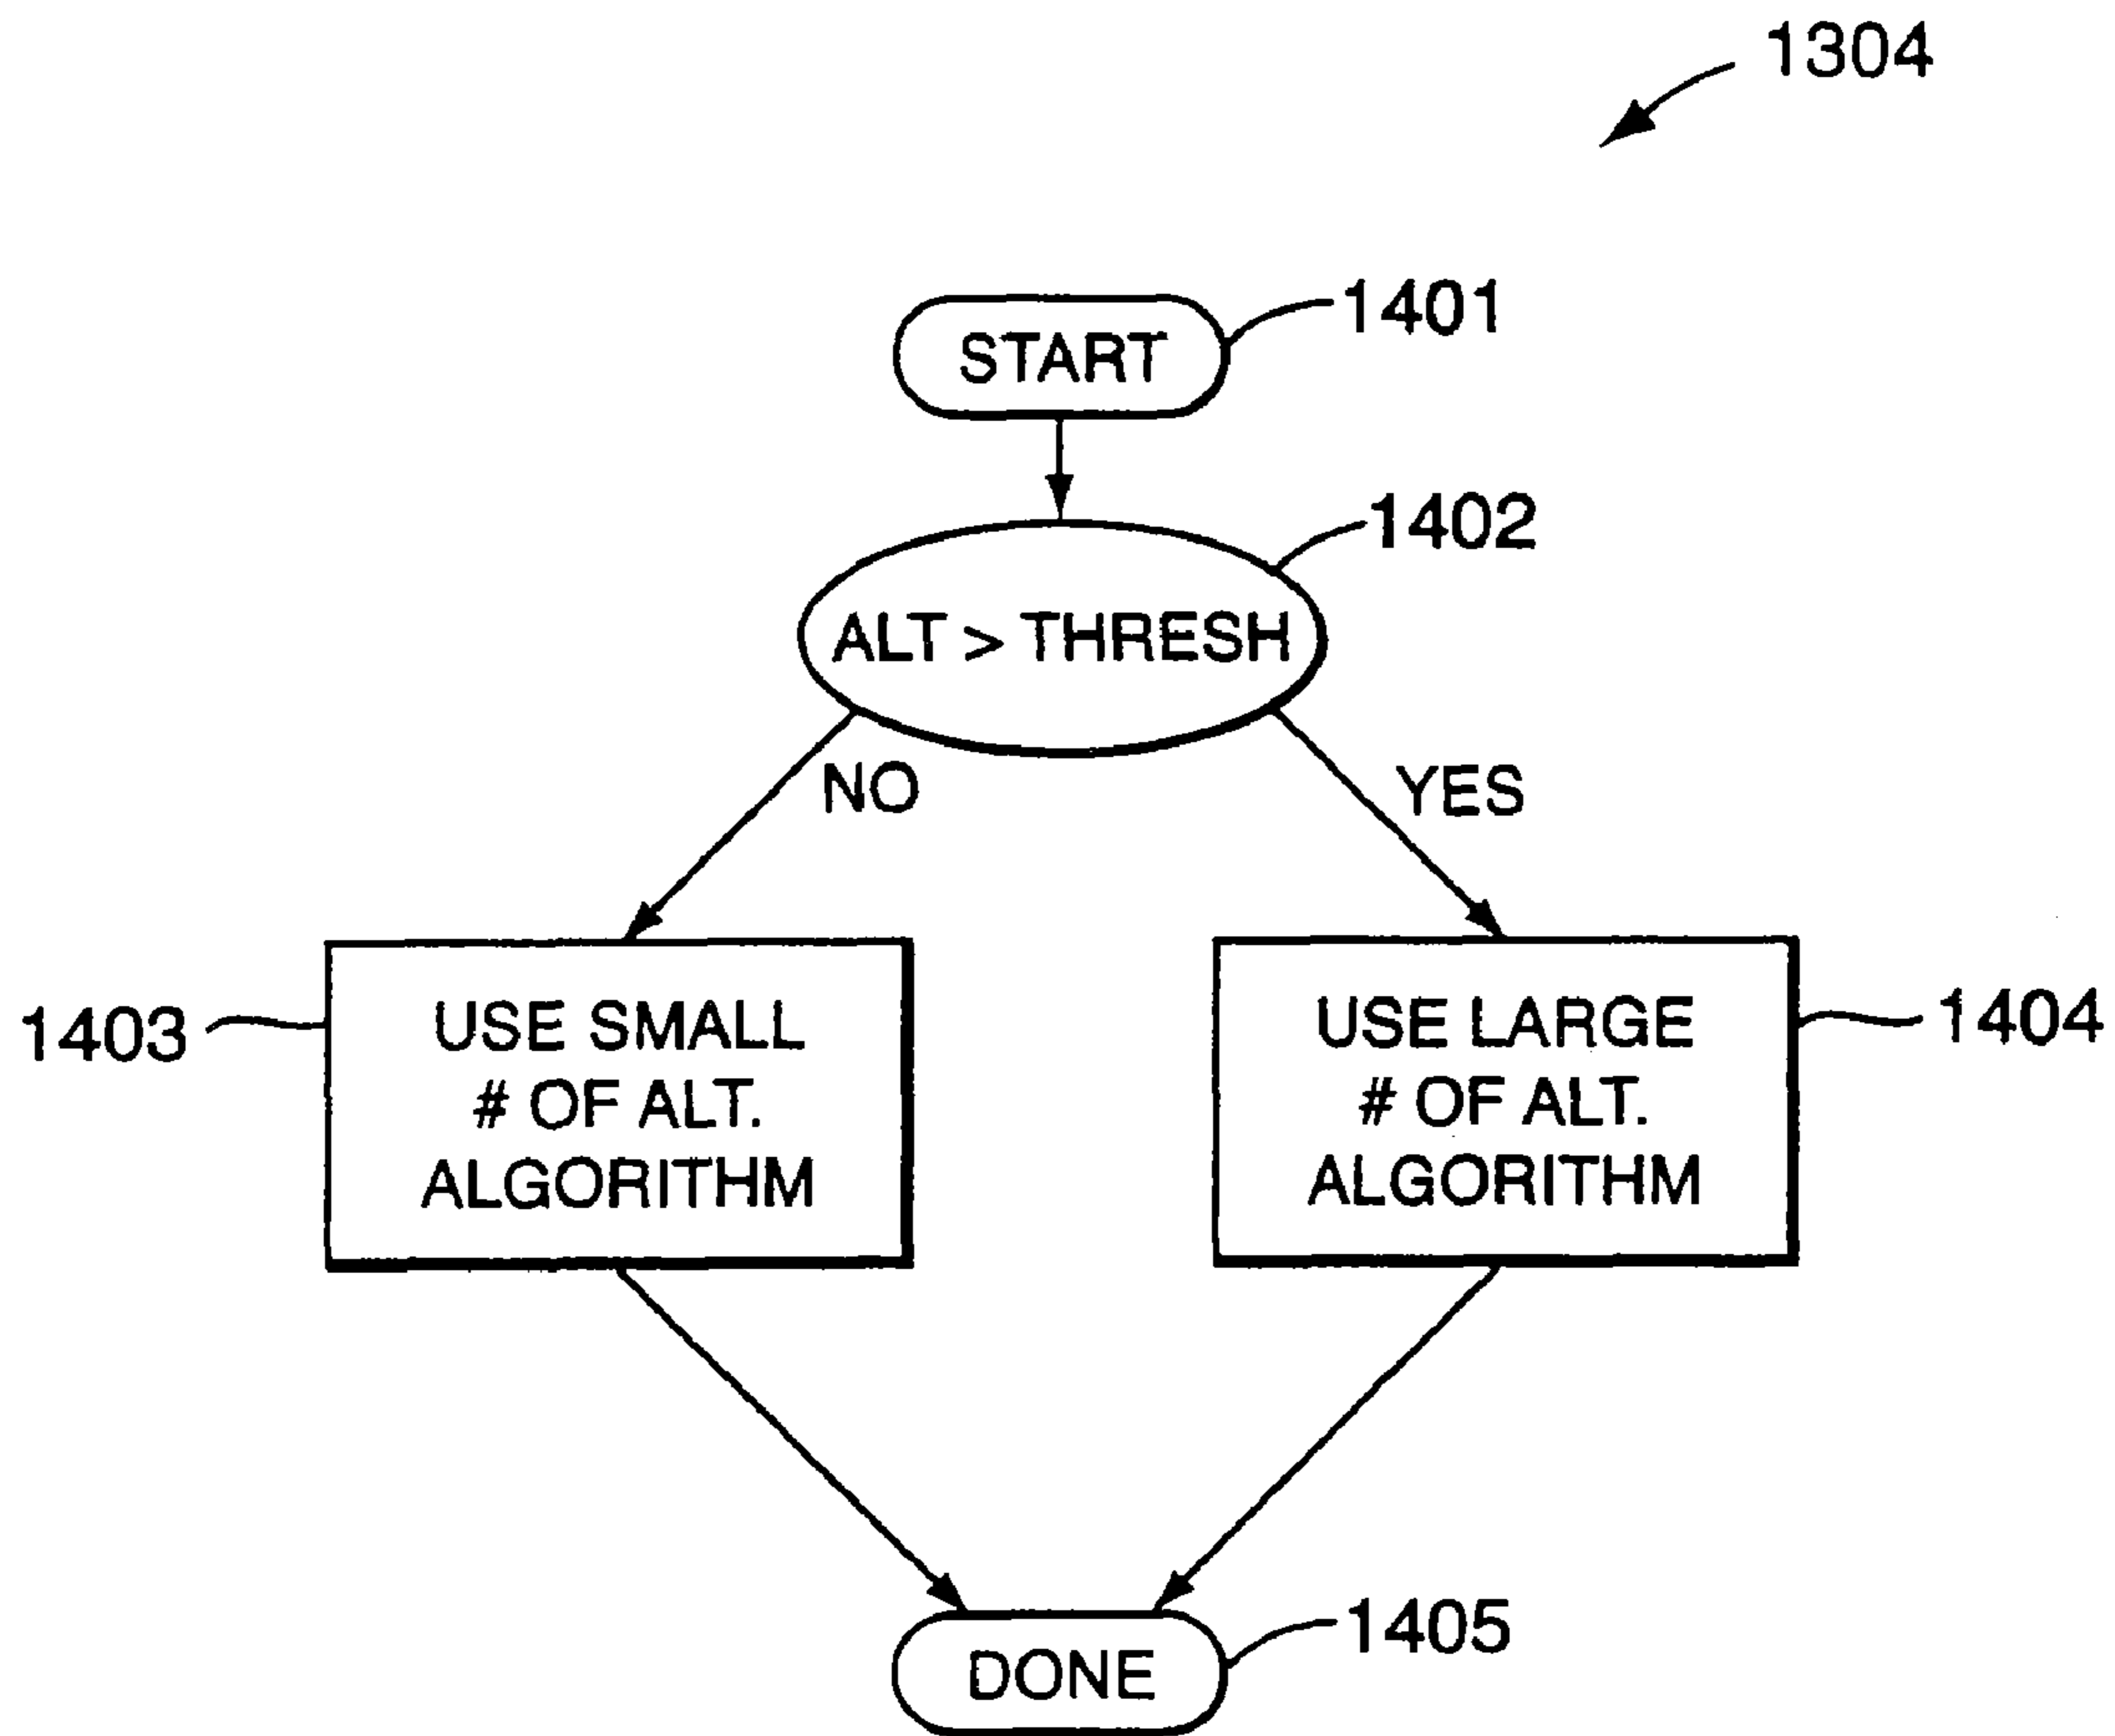 1304
1401
START
1402
ALT > THRESH
NO
YES
1403
USE SMALL
# OF ALT.
ALGORITHM
USE LARGE
# OF ALT.
ALGORITHM
1404
1405
DONE